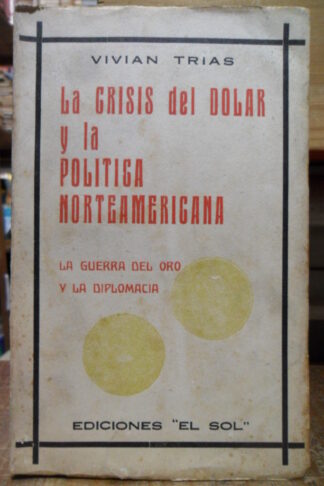 VIVIAN TRIAS
La CRISIS del DOLAR
y la
POLITICA
NORTEAMERICANA
LA GUERRA DEL ORO
Y LA DIPLOMACIA
EDICIONES "EL SOL"